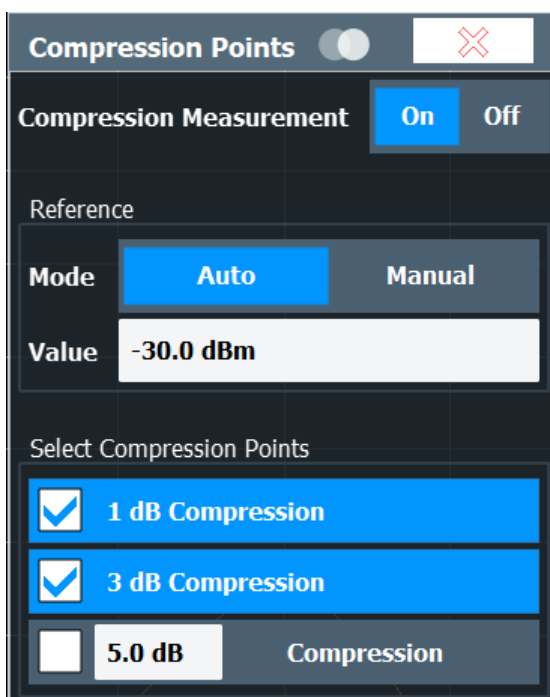 Compression Points
Compression Measurement On Off
Reference
Mode Auto Manual
Value -30.0 dBm
Select Compression Points
1 dB Compression
3 dB Compression
5.0 dB Compression